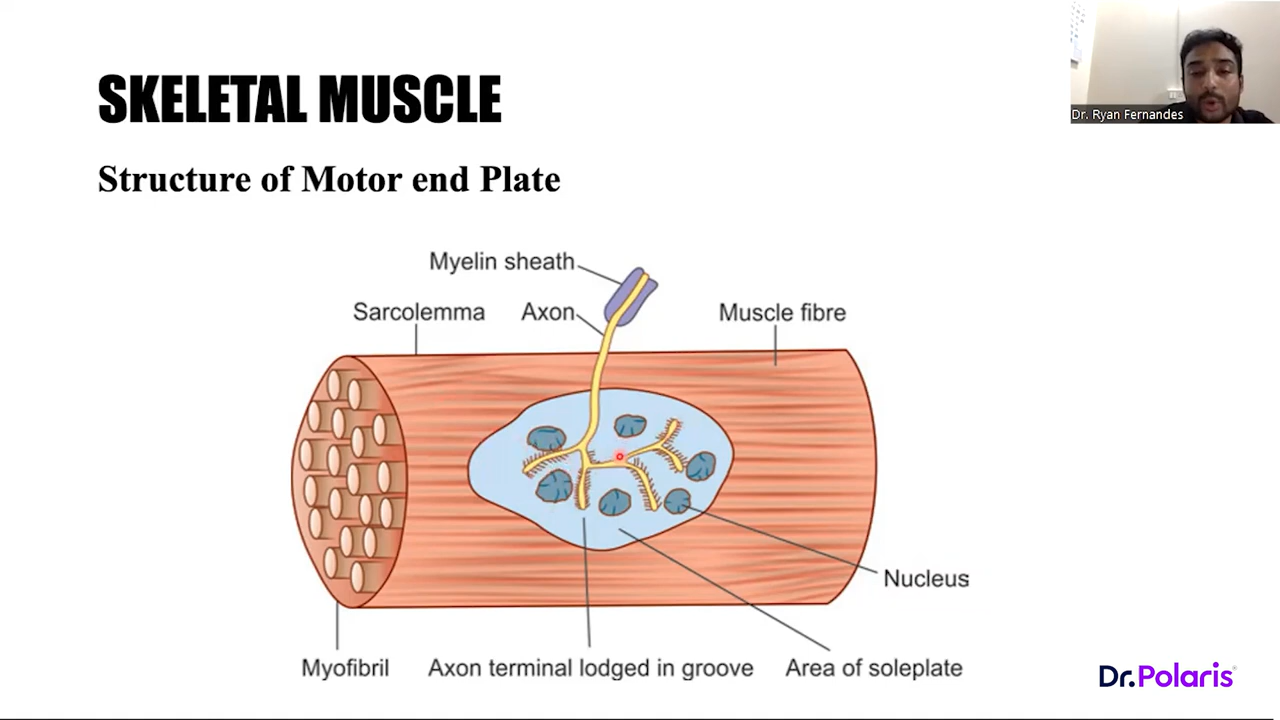 SKELETAL MUSCLE
Dr. Ryan Fernandes
Structure of Motor end Plate
Myelin sheath
Sarcolemma
Axon
Muscle fibre
Nucleus
Myofibril
Axon terminal lodged in groove
Area of soleplate
Dr.Polaris